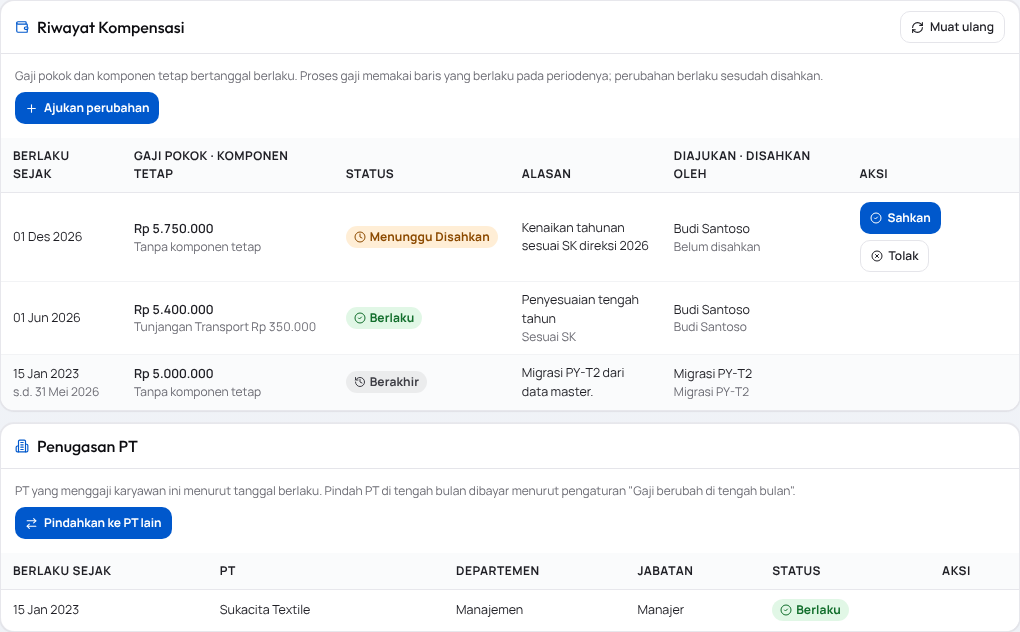 Riwayat Kompensasi
Muat ulang
Gaji pokok dan komponen tetap bertanggal berlaku. Proses gaji memakai baris yang berlaku pada periodenya; perubahan berlaku sesudah disahkan.
Ajukan perubahan
BERLAKU SEJAK
GAJI POKOK · KOMPONEN TETAP
STATUS
ALASAN
DIAJUKAN · DISAHKAN OLEH
AKSI
01 Des 2026
Rp 5.750.000
Tanpa komponen tetap
Menunggu Disahkan
Kenaikan tahunan
sesuai SK direksi 2026
Budi Santoso
Belum disahkan
Sahkan
Tolak
01 Jun 2026
Rp 5.400.000
Tunjangan Transport Rp 350.000
Berlaku
Penyesuaian tengah
tahun
Sesuai SK
Budi Santoso
Budi Santoso
15 Jan 2023
s.d. 31 Mei 2026
Rp 5.000.000
Tanpa komponen tetap
Berakhir
Migrasi PY-T2 dari
data master.
Migrasi PY-T2
Migrasi PY-T2
Penugasan PT
PT yang menggaji karyawan ini menurut tanggal berlaku. Pindah PT di tengah bulan dibayar menurut pengaturan "Gaji berubah di tengah bulan".
Pindahkan ke PT lain
BERLAKU SEJAK
PT
DEPARTEMEN
JABATAN
STATUS
AKSI
15 Jan 2023
Sukacita Textile
Manajemen
Manajer
Berlaku